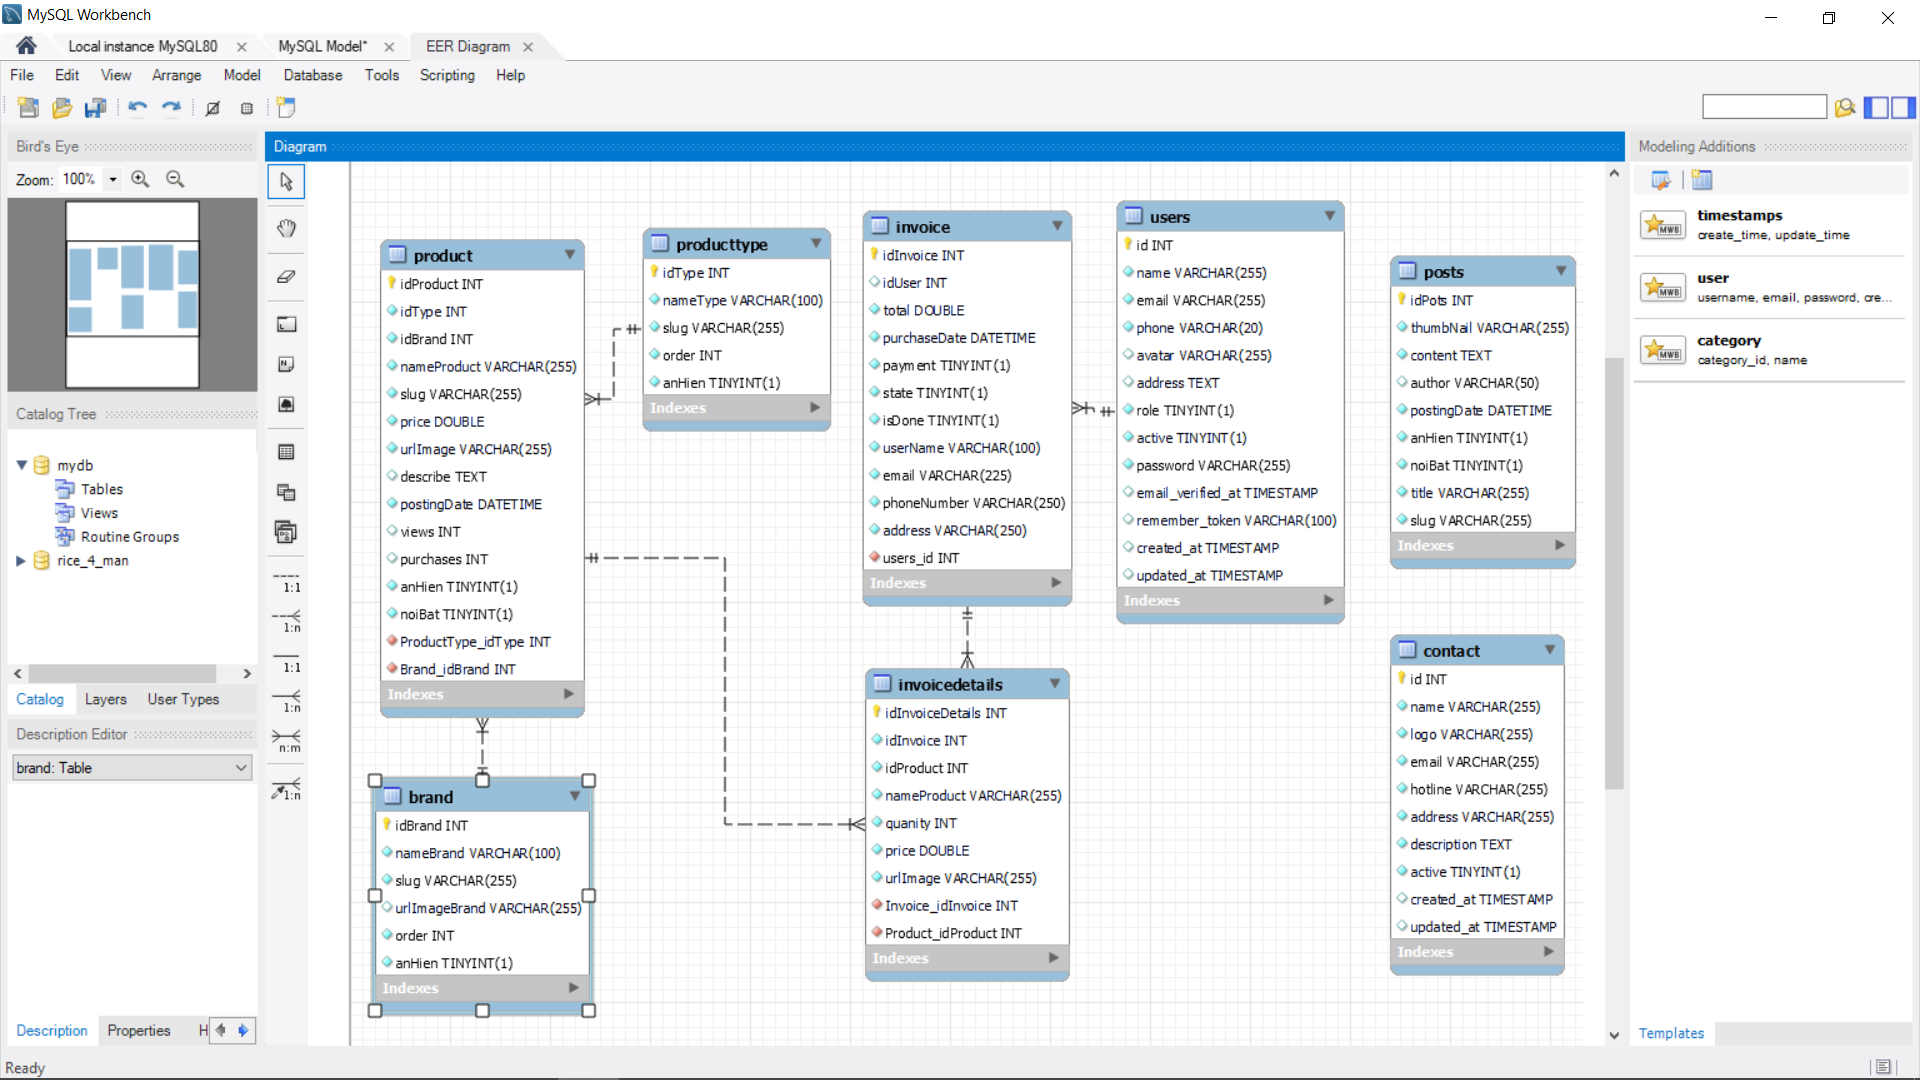 MySQL Workbench
Local instance MySQL80
MySQL Model*
EER Diagram
File Edit View Arrange Model Database Tools Scripting Help
Bird's Eye
Zoom: 100%
Catalog Tree
mydb
Tables
Views
Routine Groups
rice_4_man
Catalog Layers User Types
Description Editor
brand: Table
Description Properties H
Ready
Diagram
1:1
1:n
1:1
1:n
n:m
1:n
product
idProduct INT
idType INT
idBrand INT
nameProduct VARCHAR(255)
slug VARCHAR(255)
price DOUBLE
urlImage VARCHAR(255)
describe TEXT
postingDate DATETIME
views INT
purchases INT
anHien TINYINT(1)
noiBat TINYINT(1)
ProductType_idType INT
Brand_idBrand INT
Indexes
brand
idBrand INT
nameBrand VARCHAR(100)
slug VARCHAR(255)
urlImageBrand VARCHAR(255)
order INT
anHien TINYINT(1)
Indexes
producttype
idType INT
nameType VARCHAR(100)
slug VARCHAR(255)
order INT
anHien TINYINT(1)
Indexes
invoice
idInvoice INT
idUser INT
total DOUBLE
purchaseDate DATETIME
payment TINYINT(1)
state TINYINT(1)
isDone TINYINT(1)
userName VARCHAR(100)
email VARCHAR(225)
phoneNumber VARCHAR(250)
address VARCHAR(250)
users_id INT
Indexes
invoicedetails
idInvoiceDetails INT
idInvoice INT
idProduct INT
nameProduct VARCHAR(255)
quanity INT
price DOUBLE
urlImage VARCHAR(255)
Invoice_idInvoice INT
Product_idProduct INT
Indexes
users
id INT
name VARCHAR(255)
email VARCHAR(255)
phone VARCHAR(20)
avatar VARCHAR(255)
address TEXT
role TINYINT(1)
active TINYINT(1)
password VARCHAR(255)
email_verified_at TIMESTAMP
remember_token VARCHAR(100)
created_at TIMESTAMP
updated_at TIMESTAMP
Indexes
posts
idPots INT
thumbNail VARCHAR(255)
content TEXT
author VARCHAR(50)
postingDate DATETIME
anHien TINYINT(1)
noiBat TINYINT(1)
title VARCHAR(255)
slug VARCHAR(255)
Indexes
contact
id INT
name VARCHAR(255)
logo VARCHAR(255)
email VARCHAR(255)
hotline VARCHAR(255)
address VARCHAR(255)
description TEXT
active TINYINT(1)
created_at TIMESTAMP
updated_at TIMESTAMP
Indexes
Modeling Additions
MWB
timestamps
create_time, update_time
MWB
user
username, email, password, cre...
MWB
category
category_id, name
Templates